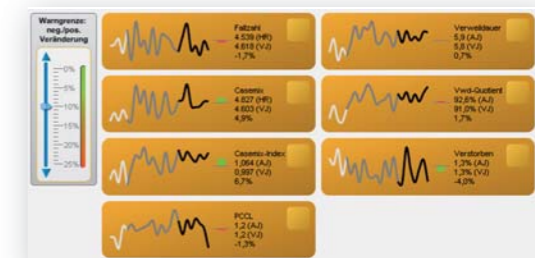 Warngrenze:
neg./pos.
Veränderung
0%
-5%
-10%
-15%
-20%
-25%
Fallzahl
4.539 (HR)
4.618 (VJ)
-1,7%
Casemix
4.827 (HR)
4.603 (VJ)
4,9%
Casemix-Index
1,064 (AJ)
0,997 (VJ)
6,7%
PCCL
1,2 (AJ)
1,2 (VJ)
-1,3%
Verweildauer
5,9 (AJ)
5,8 (VJ)
0,7%
Vwd-Quotient
92,6% (AJ)
91,0% (VJ)
1,7%
Verstorben
1,3% (AJ)
1,3% (VJ)
-4,0%